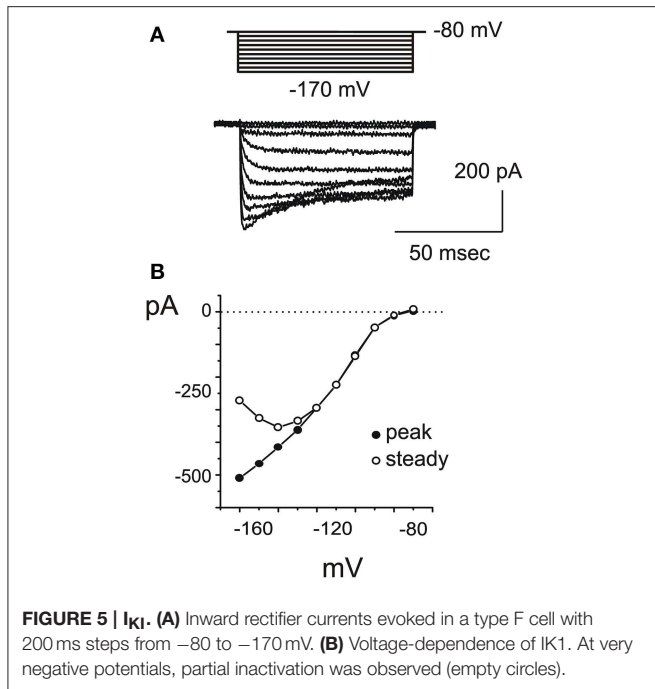 A
-80 mV
-170 mV
200 pA
50 msec
B
pA
0
-250
-500
peak
steady
-160 -120 -80
mV
FIGURE 5 | IKI. (A) Inward rectifier currents evoked in a type F cell with
200 ms steps from −80 to −170 mV. (B) Voltage-dependence of IK1. At very
negative potentials, partial inactivation was observed (empty circles).